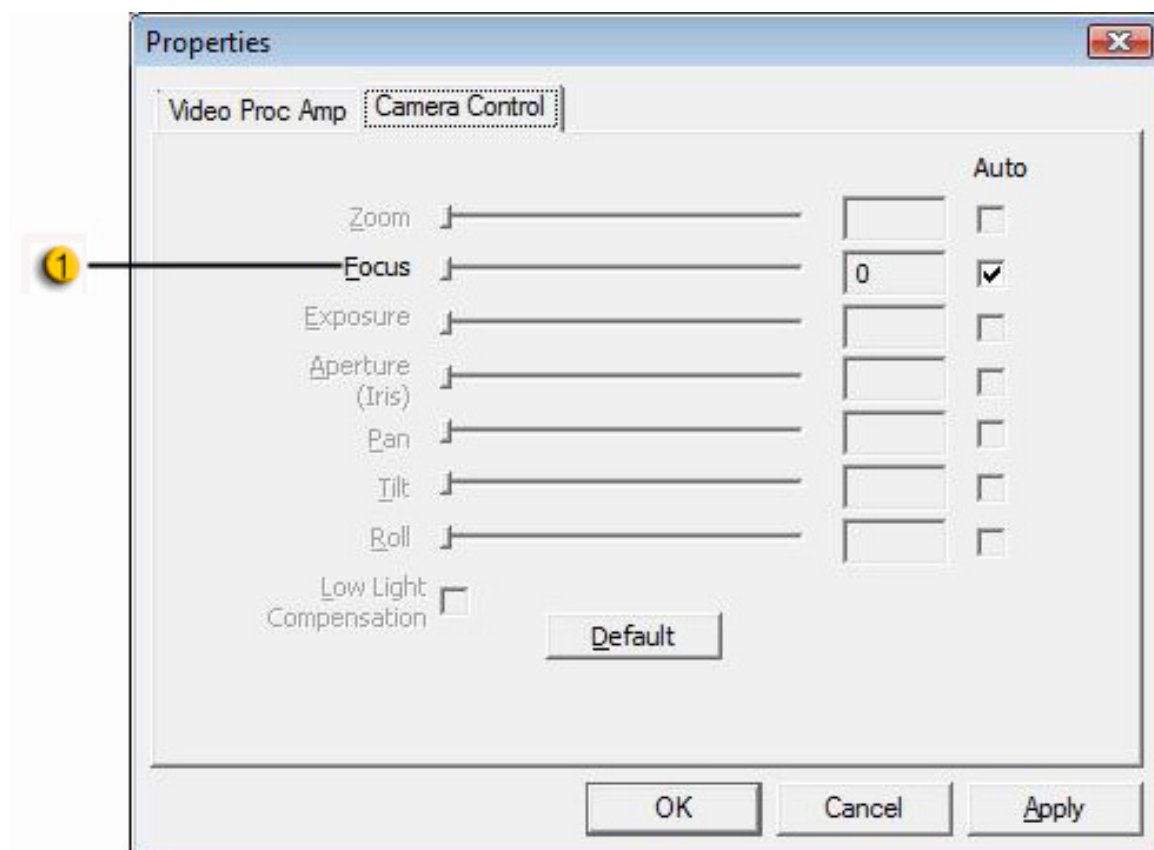 Properties
Video Proc Amp
Camera Control
Auto
Zoom
1
Focus
0
Exposure
Aperture
(Iris)
Pan
Tilt
Roll
Low Light
Compensation
Default
OK
Cancel
Apply